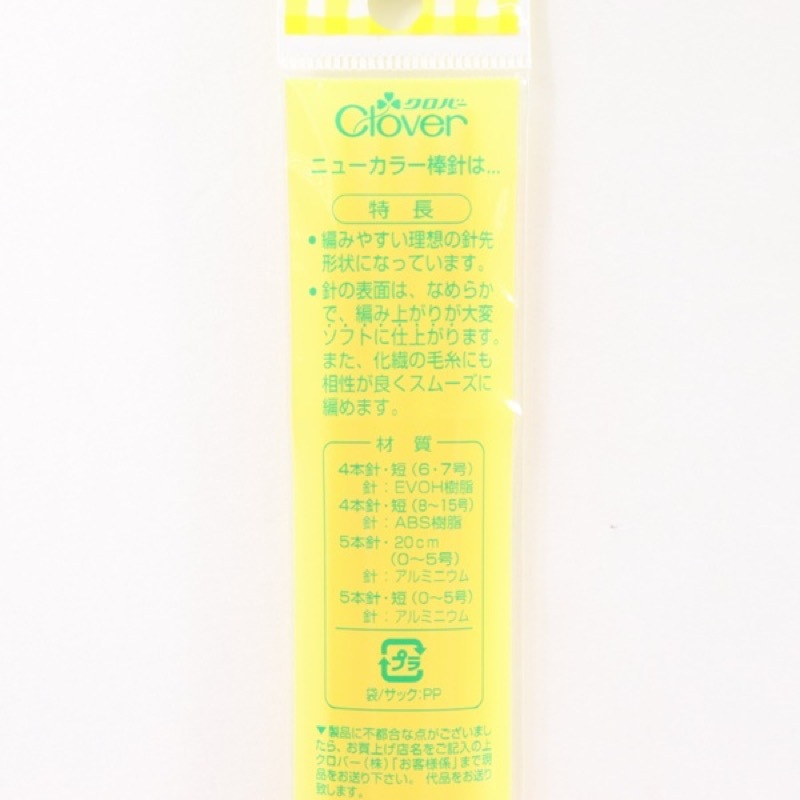 クロバー
Clover
ニューカラー棒針は...
特長
•編みやすい理想の針先
形状になっています。
•針の表面は、なめらか
で、編み上がりが大変
ソフトに仕上がります。
また、化繊の毛糸にも
相性が良くスムーズに
編めます。
材質
4本針・短(6・7号)
針:EVOH樹脂
4本針・短(8〜15号)
針:ABS樹脂
5本針・20cm
(0〜5号)
針:アルミニウム
5本針・短(0〜5号)
針:アルミニウム
プラ
袋/サック:PP
▼製品に不都合な点がございまし
たら、お買上げ店名をご記入の上
クロバー(株)「お客様係」まで現
品をお送り下さい。代品をお送り
致します。